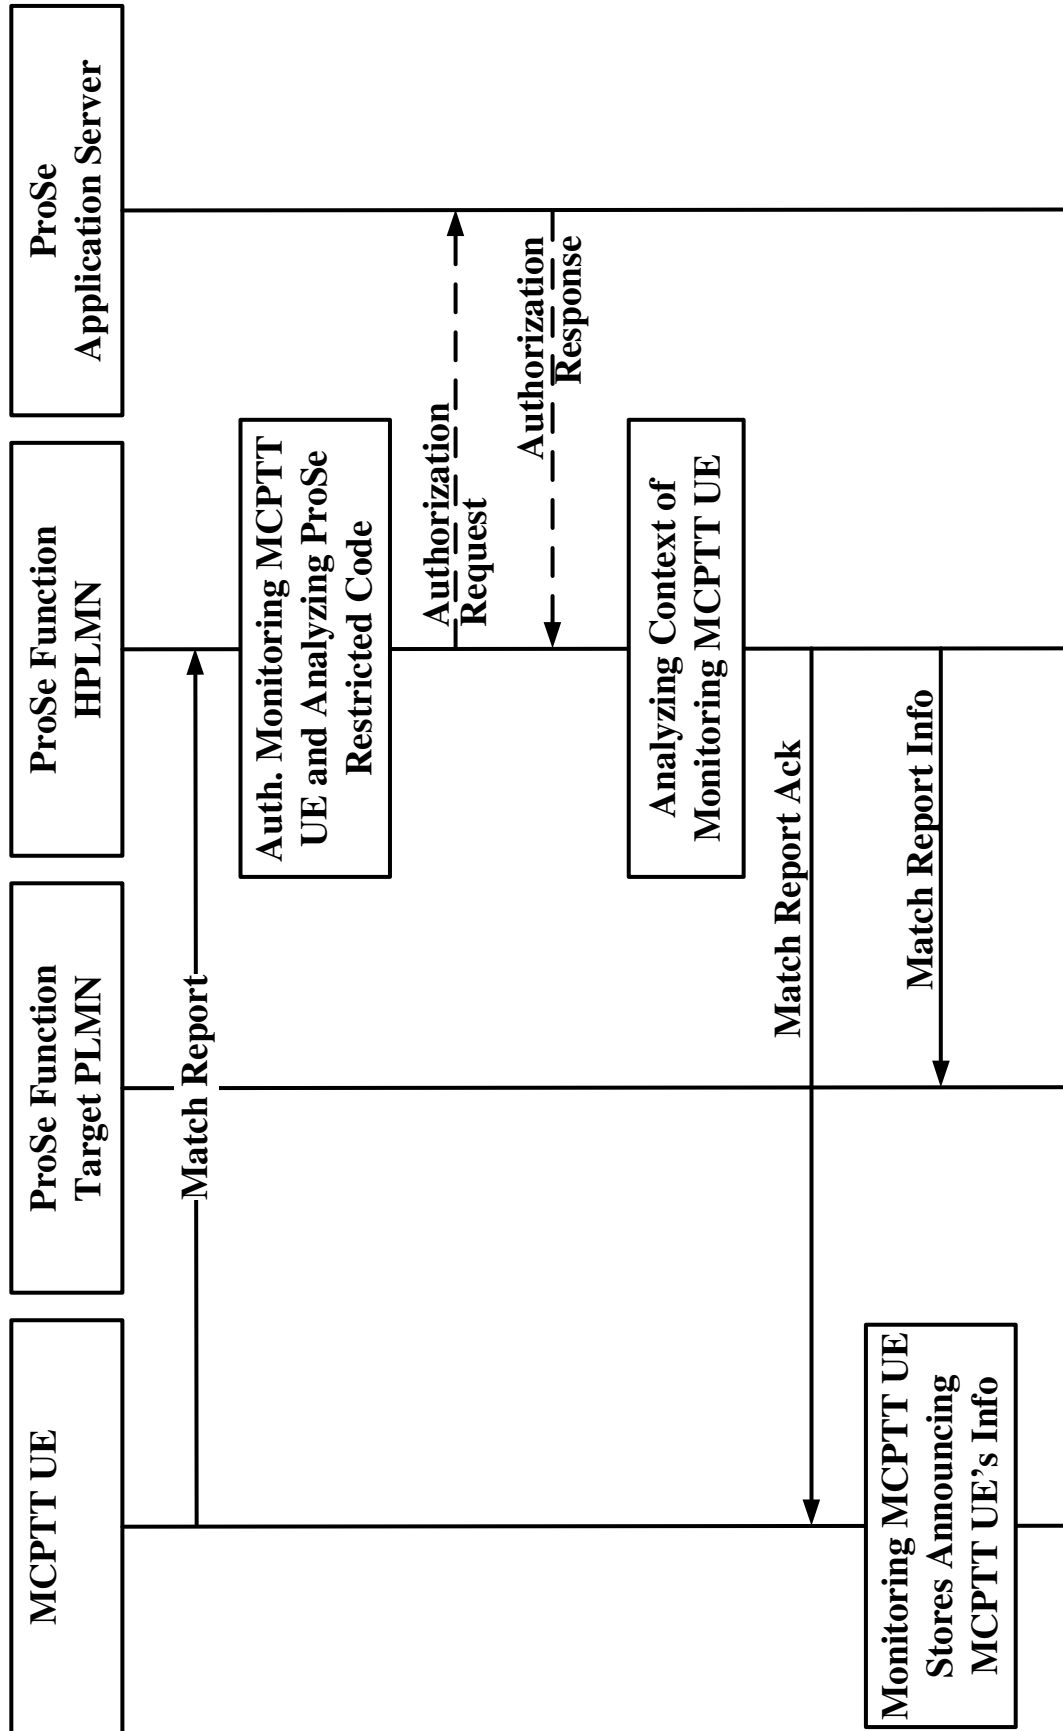 MCPTT UE
ProSe Function
Target PLMN
ProSe Function
HPLMN
ProSe
Application Server
Match Report
Auth. Monitoring MCPTT
UE and Analyzing ProSe
Restricted Code
Authorization
Request
Authorization
Response
Analyzing Context of
Monitoring MCPTT UE
Match Report Ack
Monitoring MCPTT UE
Stores Announcing
MCPTT UE’s Info
Match Report Info